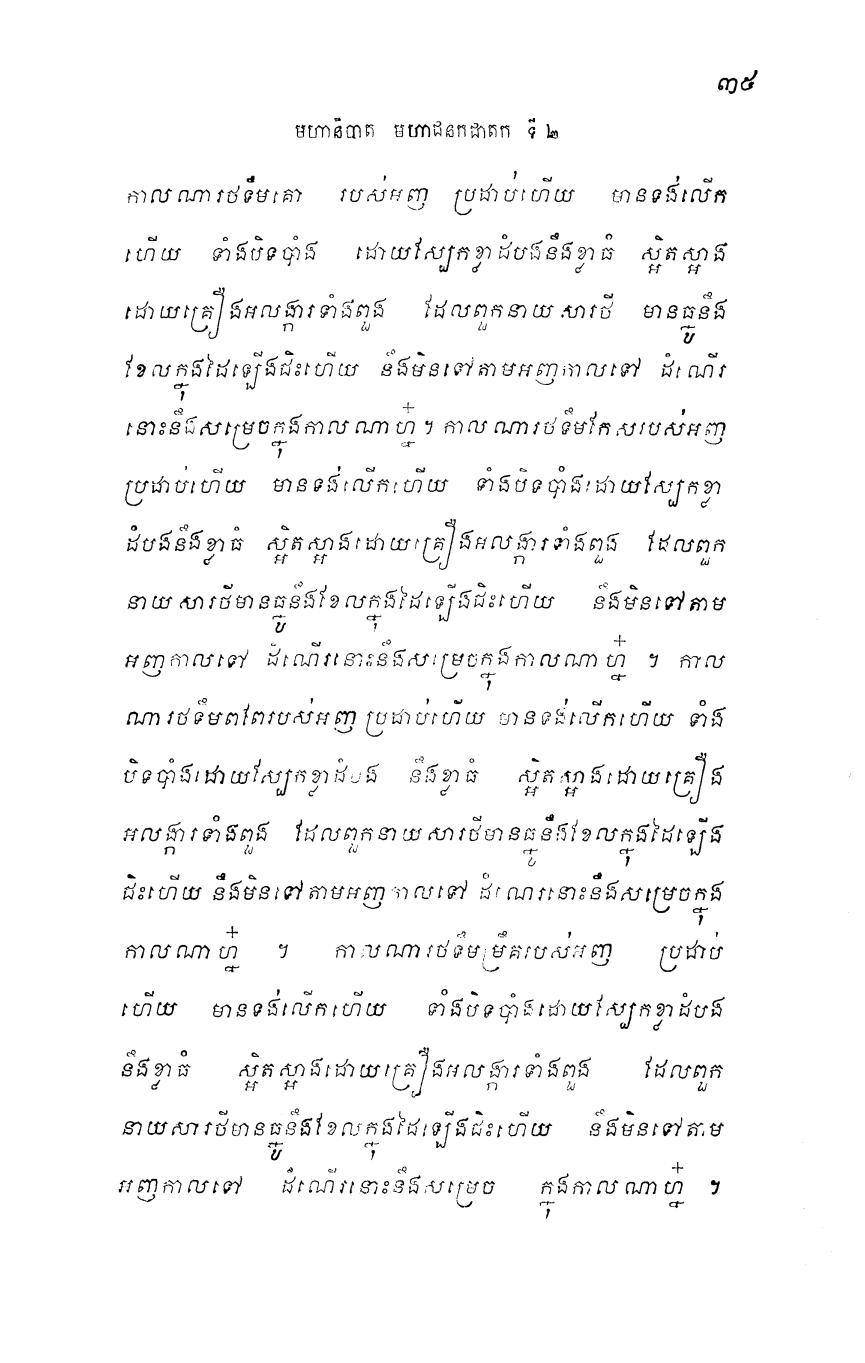 ៣៥
មហានិបាត មហាជនកជាតក ទី ២
កាលណារថទឹមគោ របស់អញ ប្រដាប់ហើយ មានទង់លើក
ហើយ ទាំងបិទបាំង ដោយស្បែកខ្លាដំបងនឹងខ្លាធំ ស្អិតស្អាង
ដោយគ្រឿងអលង្ការទាំងពួង ដែលពួកនាយសារថី មានធ្នូនឹង
ខែលក្នុងដៃឡើងជិះហើយ នឹងមិនទៅតាមអញកាលទៅ ដំណើរ
នោះនឹងសម្រេចក្នុងកាលណាហ្ន៎ ។ កាលណារថទឹមកែសរបស់អញ
ប្រដាប់ហើយ មានទង់លើកហើយ ទាំងបិទបាំងដោយស្បែកខ្លា
ដំបងនឹងខ្លាធំ ស្អិតស្អាងដោយគ្រឿងអលង្ការទាំងពួង ដែលពួក
នាយសារថីមានធ្នូនឹងខែលក្នុងដៃឡើងជិះហើយ នឹងមិនទៅតាម
អញកាលទៅ ដំណើរនោះនឹងសម្រេចក្នុងកាលណាហ្ន៎ ។ កាល
ណារថទឹមពពែរបស់អញ ប្រដាប់ហើយ មានទង់លើកហើយ ទាំង
បិទបាំងដោយស្បែកខ្លាដំបង នឹងខ្លាធំ ស្អិតស្អាងដោយគ្រឿង
អលង្ការទាំងពួង ដែលពួកនាយសារថីមានធ្នូនឹងខែលក្នុងដៃឡើង
ជិះហើយ នឹងមិនទៅតាមអញកាលទៅ ដំណើរនោះនឹងសម្រេចក្នុង
កាលណាហ្ន៎ ។ កាលណារថទឹមម្រឹគរបស់អញ ប្រដាប់
ហើយ មានទង់លើកហើយ ទាំងបិទបាំងដោយស្បែកខ្លាដំបង
នឹងខ្លាធំ ស្អិតស្អាងដោយគ្រឿងអលង្ការទាំងពួង ដែលពួក
នាយសារថីមានធ្នូនឹងខែលក្នុងដៃឡើងជិះហើយ នឹងមិនទៅតាម
អញកាលទៅ ដំណើរនោះនឹងសម្រេច ក្នុងកាលណាហ្ន៎ ។